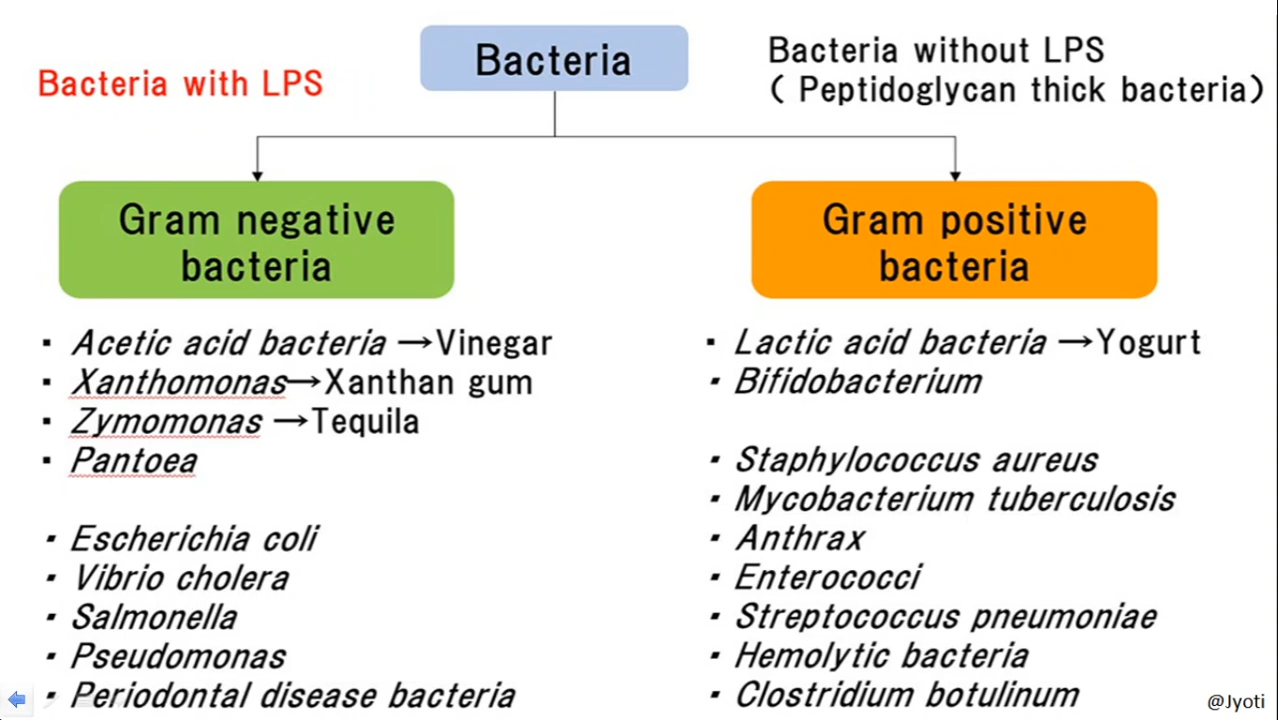 Bacteria
Bacteria with LPS
Bacteria without LPS
( Peptidoglycan thick bacteria)
Gram negative
bacteria
▪ Acetic acid bacteria →Vinegar
▪ Xanthomonas→Xanthan gum
▪ Zymomonas →Tequila
▪ Pantoea
▪ Escherichia coli
▪ Vibrio cholera
▪ Salmonella
▪ Pseudomonas
▪ Periodontal disease bacteria
Gram positive
bacteria
▪ Lactic acid bacteria →Yogurt
▪ Bifidobacterium
▪ Staphylococcus aureus
▪ Mycobacterium tuberculosis
▪ Anthrax
▪ Enterococci
▪ Streptococcus pneumoniae
▪ Hemolytic bacteria
▪ Clostridium botulinum
@Jyoti